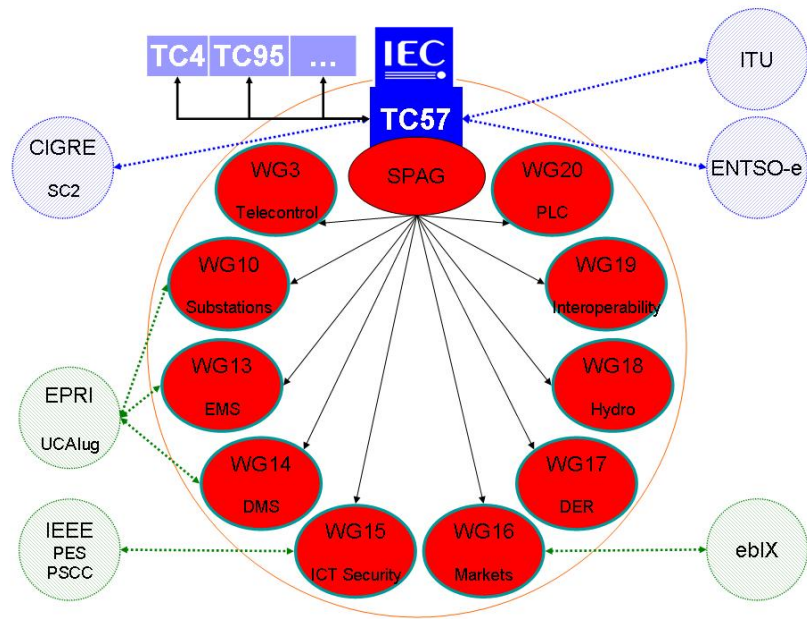 TC4 TC95 ...
IEC
TC57
ITU
CIGRE
SC2
ENTSO-e
SPAG
WG3
Telecontrol
WG20
PLC
WG10
Substations
WG19
Interoperability
WG13
EMS
WG18
Hydro
EPRI
UCAIug
WG14
DMS
WG17
DER
IEEE
PES
PSCC
WG15
ICT Security
WG16
Markets
ebIX